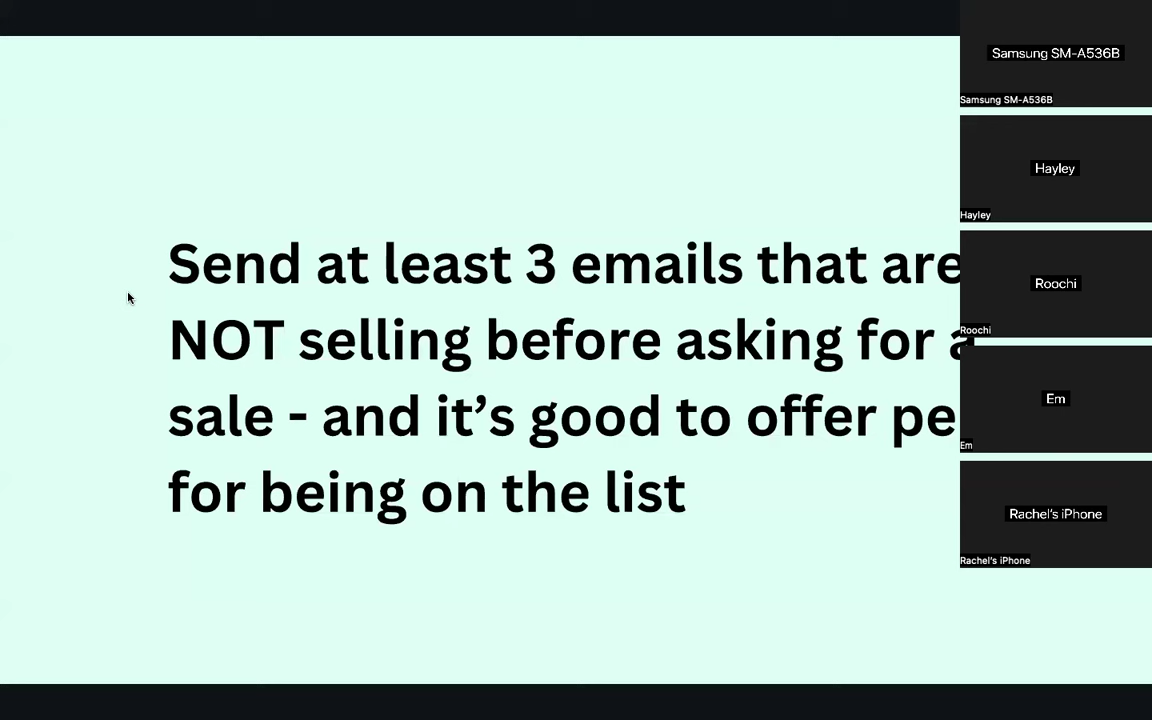 Send at least 3 emails that are
NOT selling before asking for a
sale - and it's good to offer pe
for being on the list
Samsung SM-A536B
Samsung SM-A536B
Hayley
Hayley
Roochi
Roochi
Em
Em
Rachel's iPhone
Rachel's iPhone